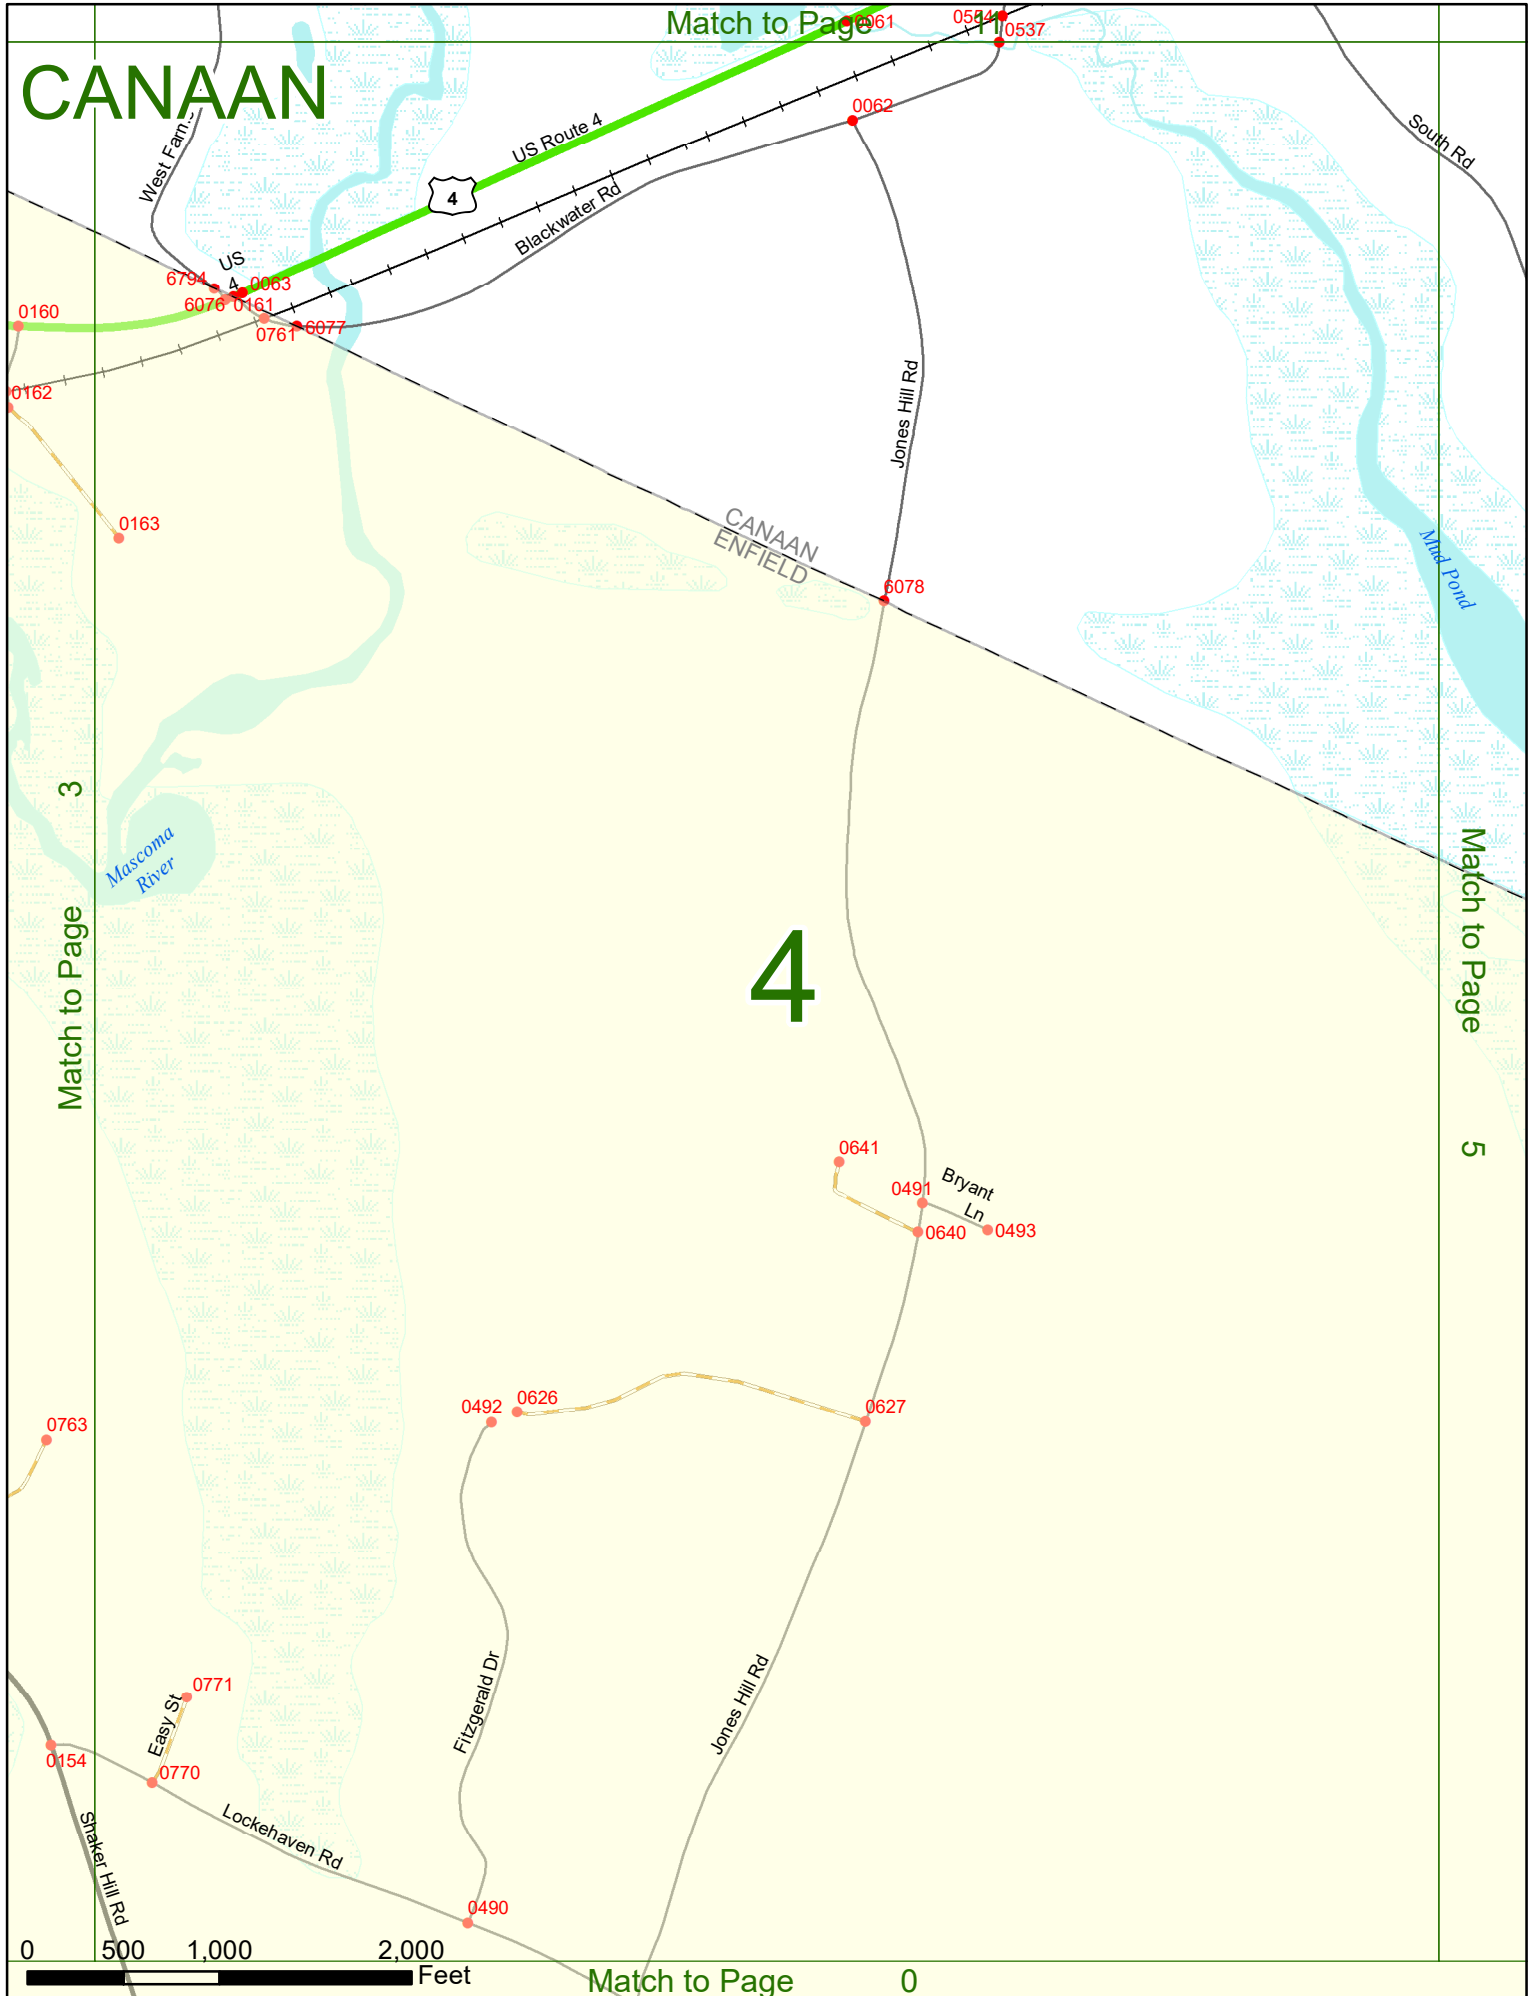 Match to Page 11
0061
0554
0537
CANAAN
0062
US Route 4
South Rd
West Farms
4
Blackwater Rd
US
4
6794
0063
6076
0161
0160
0761
6077
0162
Jones Hill Rd
0163
CANAAN
ENFIELD
Mud Pond
6078
3
Match to Page
Mascoma
River
Match to Page
5
4
0641
0491
Bryant
Ln
0640
0493
0492
0626
0627
0763
0771
Easy St
Fitzgerald Dr
Jones Hill Rd
0154
0770
Lockehaven Rd
Shaker Hill Rd
0490
0 500 1,000 2,000
Feet
Match to Page 0